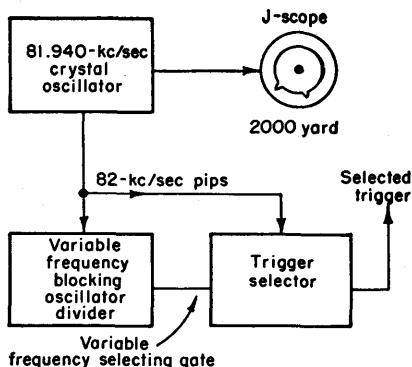 J-scope
81.940-kc/sec
crystal
oscillator
2000 yard
82-kc/sec pips
Selected
trigger
Variable
frequency
blocking
oscillator
divider
Trigger
selector
Variable
frequency selecting gate